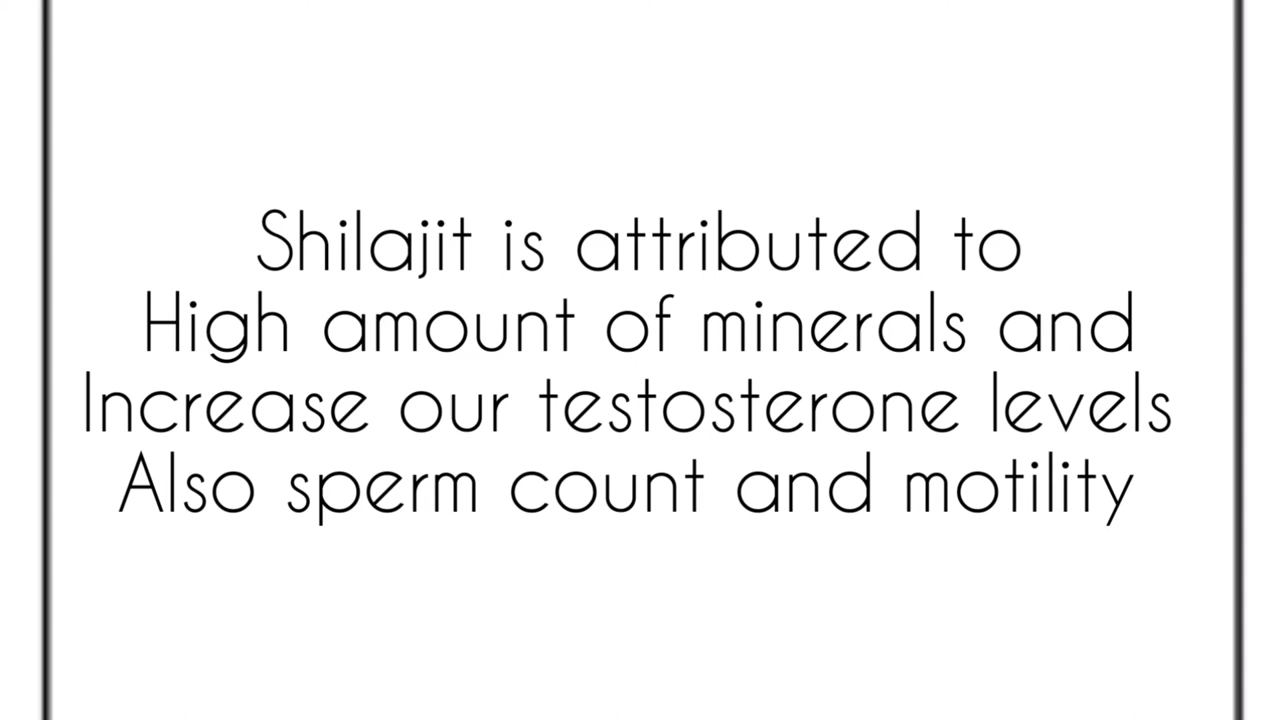 Shilajit is attributed to
High amount of minerals and
Increase our testosterone levels
Also sperm count and motility